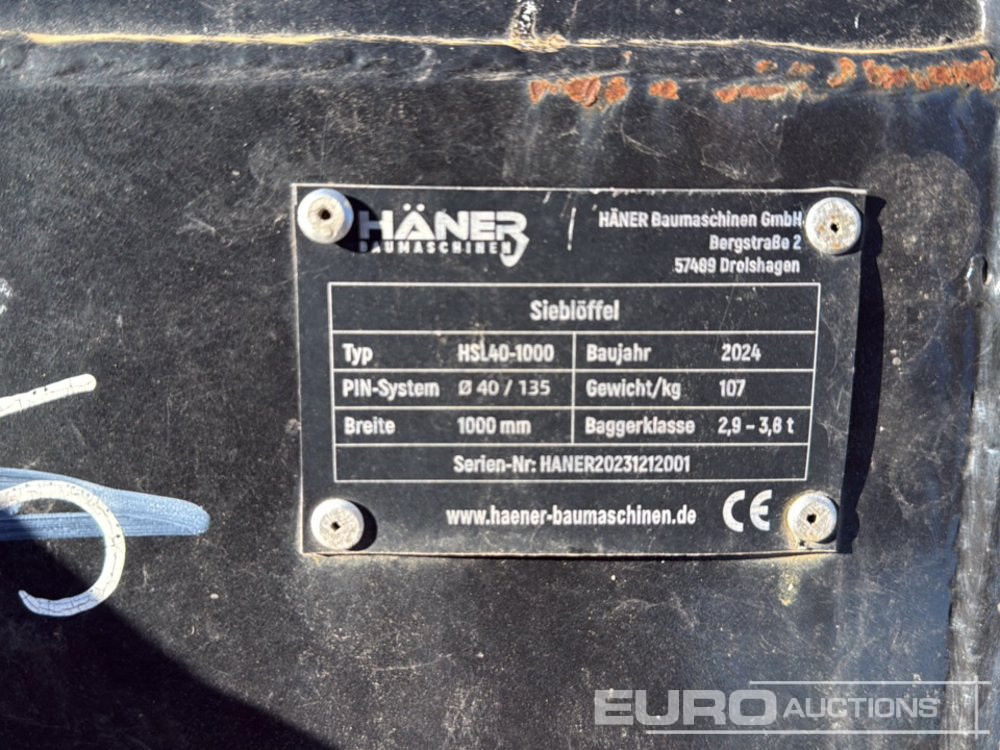 HÄNER
BAUMASCHINEN
HÄNER Baumaschinen GmbH
Bergstraße 2
57489 Drolshagen
Sieblöffel
Typ HSL40-1000 Baujahr 2024
PIN-System Ø 40 / 135 Gewicht/kg 107
Breite 1000 mm Baggerklasse 2,9 – 3,8 t
Serien-Nr: HANER20231212001
www.haener-baumaschinen.de CE
EURO AUCTIONS